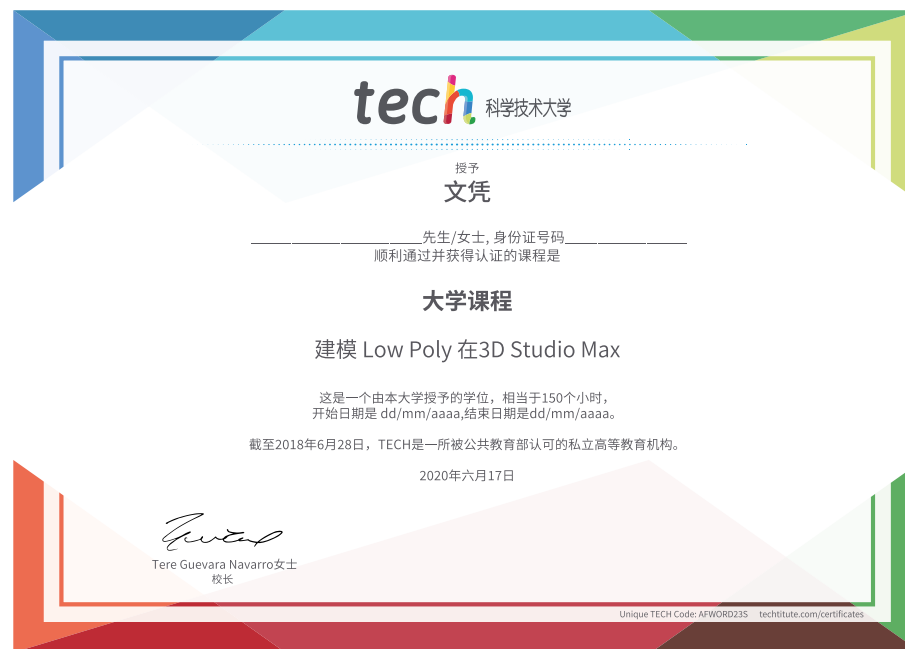 tech 科学技术大学
授予
文凭
先生/女士, 身份证号码
顺利通过并获得认证的课程是
大学课程
建模 Low Poly 在3D Studio Max
这是一个由本大学授予的学位，相当于150个小时，
开始日期是 dd/mm/aaaa,结束日期是dd/mm/aaaa。
截至2018年6月28日，TECH是一所被公共教育部认可的私立高等教育机构。
2020年六月17日
Tere Guevara Navarro女士
校长
Unique TECH Code: AFWORD23S techtitute.com/certificates